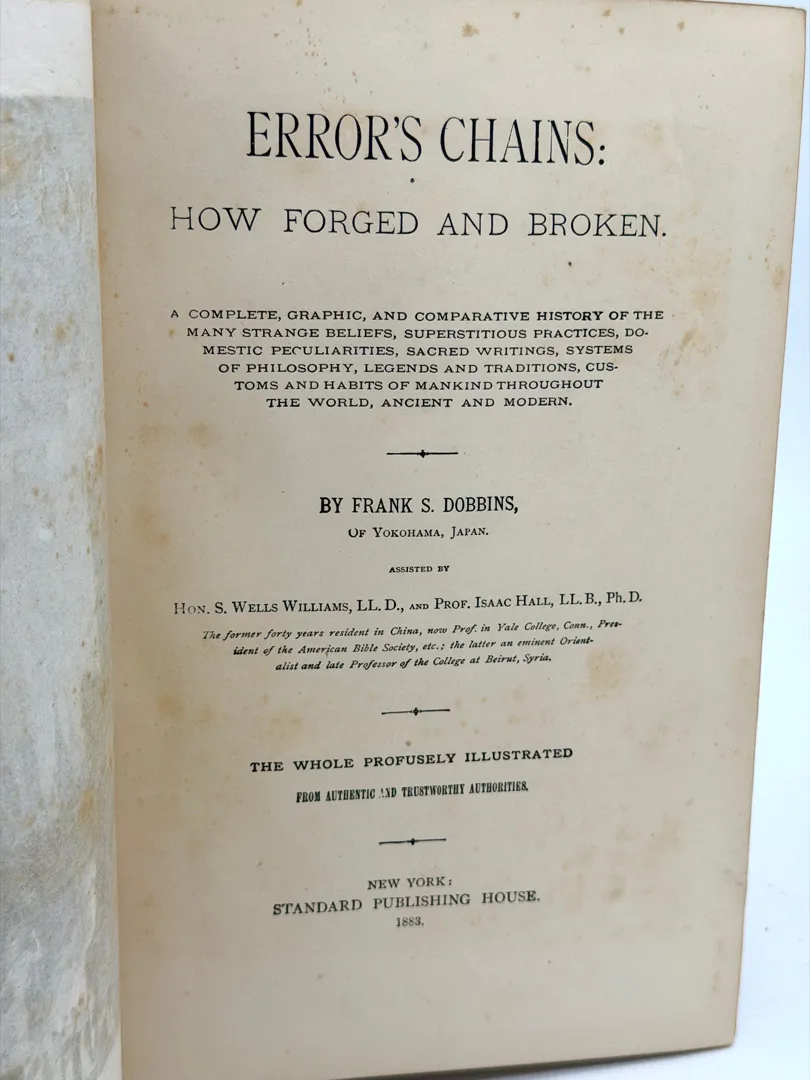 ERROR'S CHAINS:
HOW FORGED AND BROKEN.
A COMPLETE, GRAPHIC, AND COMPARATIVE HISTORY OF THE
MANY STRANGE BELIEFS, SUPERSTITIOUS PRACTICES, DO-
MESTIC PECULIARITIES, SACRED WRITINGS, SYSTEMS
OF PHILOSOPHY, LEGENDS AND TRADITIONS, CUS-
TOMS AND HABITS OF MANKIND THROUGHOUT
THE WORLD, ANCIENT AND MODERN.
BY FRANK S. DOBBINS,
OF YOKOHAMA, JAPAN.
ASSISTED BY
HON. S. WELLS WILLIAMS, LL. D., AND PROF. ISAAC HALL, LL. B., Ph. D.
The former forty years resident in China, now Prof. in Yale College, Conn., Pres-
ident of the American Bible Society, etc.; the latter an eminent Orient-
alist and late Professor of the College at Beirut, Syria.
THE WHOLE PROFUSELY ILLUSTRATED
FROM AUTHENTIC AND TRUSTWORTHY AUTHORITIES.
NEW YORK:
STANDARD PUBLISHING HOUSE.
1883.